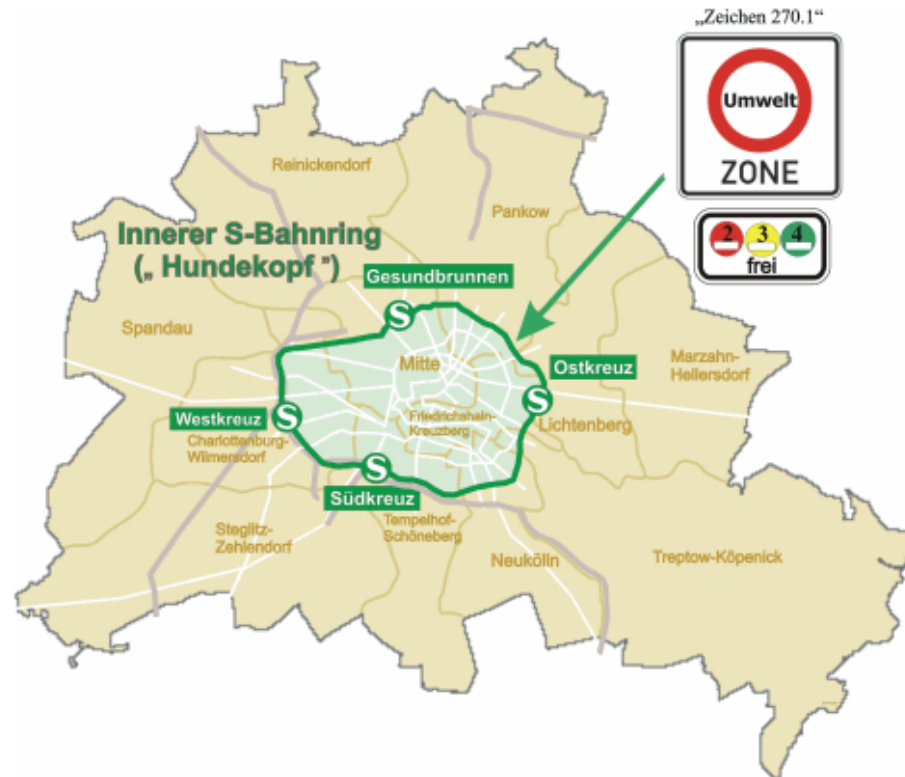 „Zeichen 270.1“
Umwelt
ZONE
2 3 4
frei
Reinickendorf
Pankow
Innerer S-Bahnring
(„ Hundekopf ”)
Gesundbrunnen
S
Spandau
Mitte
Ostkreuz
Marzahn-
Hellersdorf
S
Westkreuz
S
Friedrichshain-
Kreuzberg
Lichtenberg
Charlottenburg-
Wilmersdorf
S
Südkreuz
Steglitz-
Zehlendorf
Tempelhof-
Schöneberg
Neukölln
Treptow-Köpenick